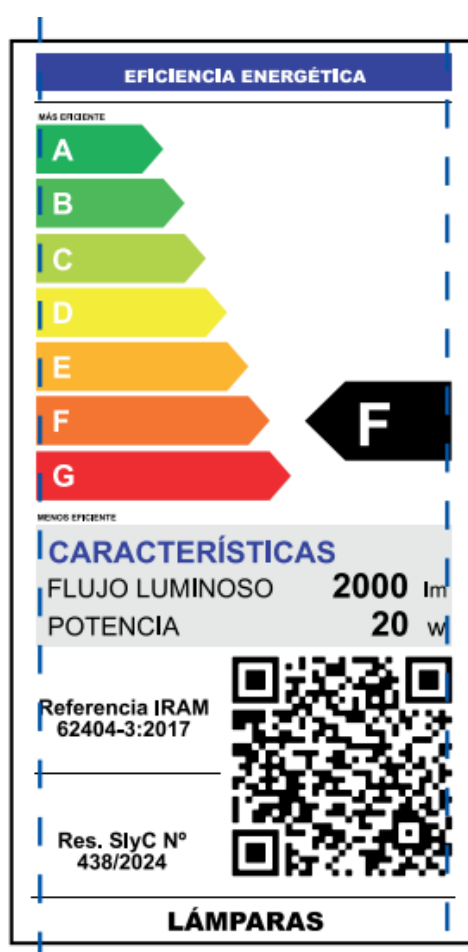 EFICIENCIA ENERGÉTICA
MÁS EFICIENTE
A
B
C
D
E
F
F
G
MENOS EFICIENTE
CARACTERÍSTICAS
FLUJO LUMINOSO 2000 lm
POTENCIA 20 w
Referencia IRAM
62404-3:2017
Res. SIyC Nº
438/2024
LÁMPARAS